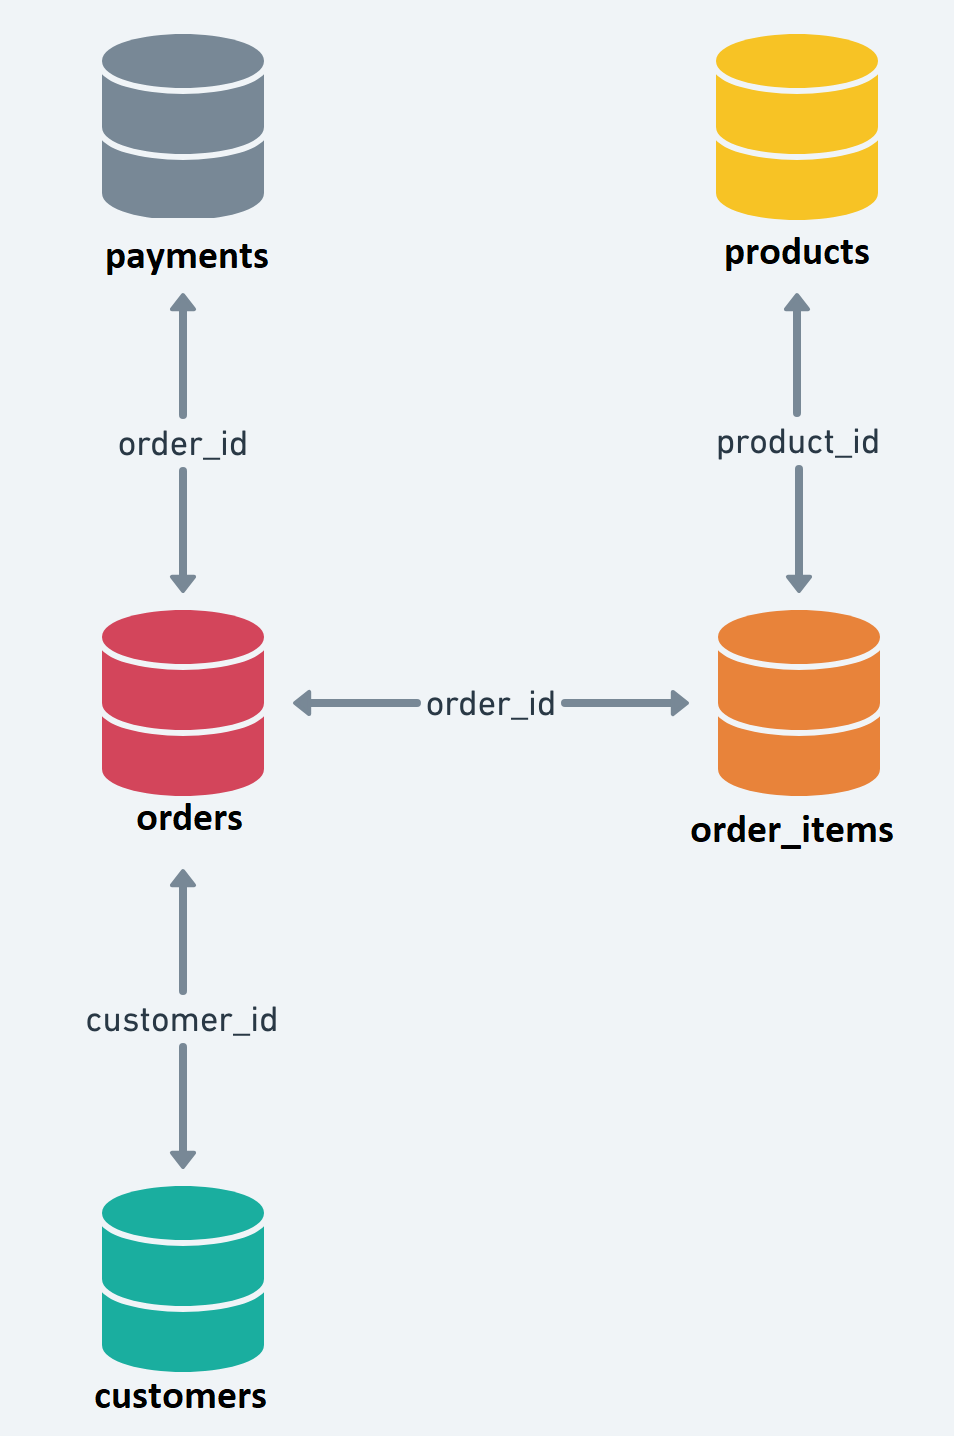 payments
products
order_id
product_id
orders
order_id
order_items
customer_id
customers